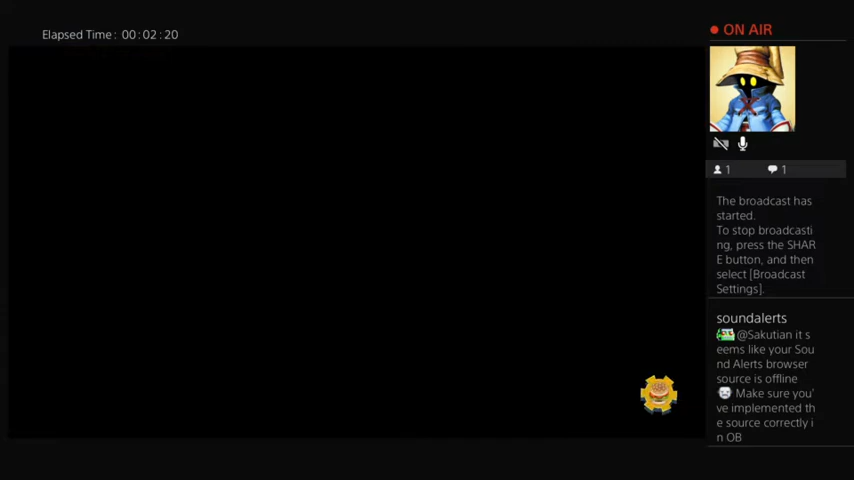 Elapsed Time: 00:02:20
ON AIR
1
1
The broadcast has
started.
To stop broadcasti
ng, press the SHAR
E button, and then
select [Broadcast
Settings].
soundalerts
@Sakutian it s
eems like your Sou
nd Alerts browser
source is offline
Make sure you'
ve implemented th
e source correctly i
n OB